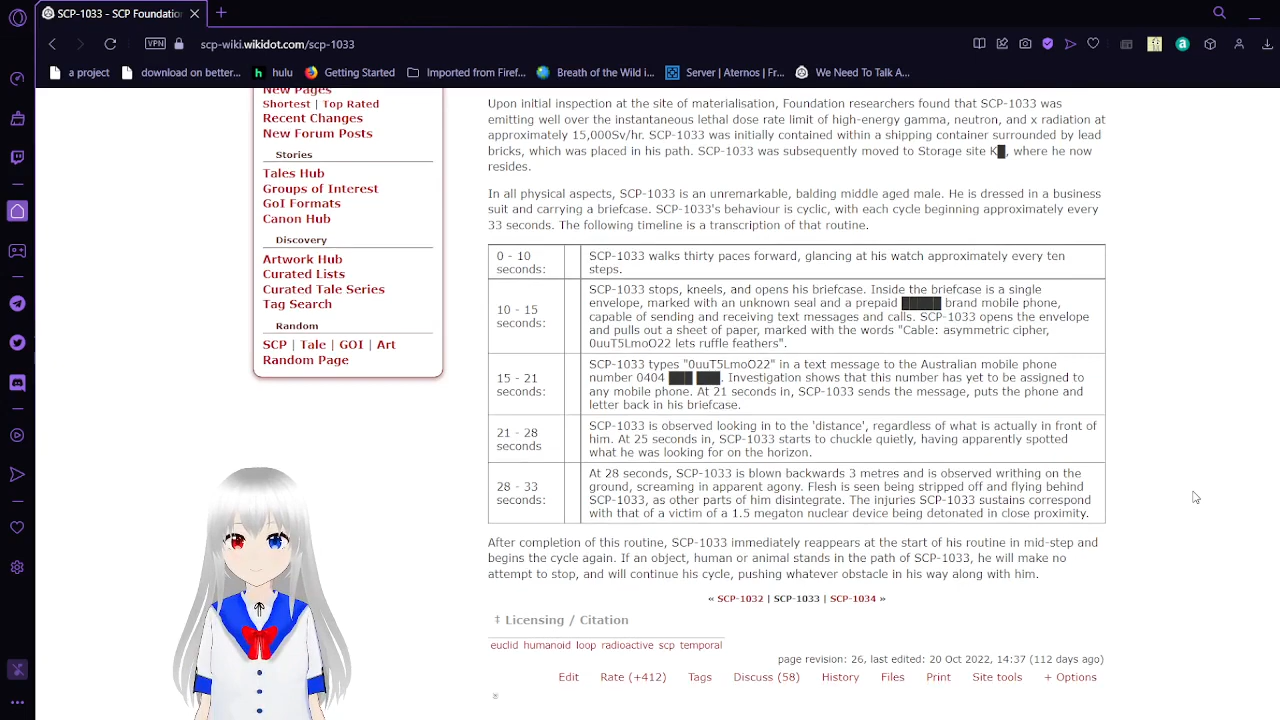 SCP-1033 - SCP Foundatio
VPN
scp-wiki.wikidot.com/scp-1033
a project
download on better...
hulu
Getting Started
Imported from Firef...
Breath of the Wild i...
Server | Aternos | Fr...
We Need To Talk A...
New Pages
Shortest | Top Rated
Recent Changes
New Forum Posts
Stories
Tales Hub
Groups of Interest
GoI Formats
Canon Hub
Discovery
Artwork Hub
Curated Lists
Curated Tale Series
Tag Search
Random
SCP | Tale | GOI | Art
Random Page
Upon initial inspection at the site of materialisation, Foundation researchers found that SCP-1033 was
emitting well over the instantaneous lethal dose rate limit of high-energy gamma, neutron, and x radiation at
approximately 15,000Sv/hr. SCP-1033 was initially contained within a shipping container surrounded by lead
bricks, which was placed in his path. SCP-1033 was subsequently moved to Storage site K█, where he now
resides.
In all physical aspects, SCP-1033 is an unremarkable, balding middle aged male. He is dressed in a business
suit and carrying a briefcase. SCP-1033's behaviour is cyclic, with each cycle beginning approximately every
33 seconds. The following timeline is a transcription of that routine.
0 - 10
seconds:
SCP-1033 walks thirty paces forward, glancing at his watch approximately every ten
steps.
10 - 15
seconds:
SCP-1033 stops, kneels, and opens his briefcase. Inside the briefcase is a single
envelope, marked with an unknown seal and a prepaid █████ brand mobile phone,
capable of sending and receiving text messages and calls. SCP-1033 opens the envelope
and pulls out a sheet of paper, marked with the words "Cable: asymmetric cipher,
0uuT5LmoO22 lets ruffle feathers".
15 - 21
seconds:
SCP-1033 types "0uuT5LmoO22" in a text message to the Australian mobile phone
number 0404 ███ ███. Investigation shows that this number has yet to be assigned to
any mobile phone. At 21 seconds in, SCP-1033 sends the message, puts the phone and
letter back in his briefcase.
21 - 28
seconds
SCP-1033 is observed looking in to the 'distance', regardless of what is actually in front of
him. At 25 seconds in, SCP-1033 starts to chuckle quietly, having apparently spotted
what he was looking for on the horizon.
28 - 33
seconds:
At 28 seconds, SCP-1033 is blown backwards 3 metres and is observed writhing on the
ground, screaming in apparent agony. Flesh is seen being stripped off and flying behind
SCP-1033, as other parts of him disintegrate. The injuries SCP-1033 sustains correspond
with that of a victim of a 1.5 megaton nuclear device being detonated in close proximity.
After completion of this routine, SCP-1033 immediately reappears at the start of his routine in mid-step and
begins the cycle again. If an object, human or animal stands in the path of SCP-1033, he will make no
attempt to stop, and will continue his cycle, pushing whatever obstacle in his way along with him.
« SCP-1032 | SCP-1033 | SCP-1034 »
‡ Licensing / Citation
euclid humanoid loop radioactive scp temporal
page revision: 26, last edited: 20 Oct 2022, 14:37 (112 days ago)
Edit Rate (+412) Tags Discuss (58) History Files Print Site tools + Options